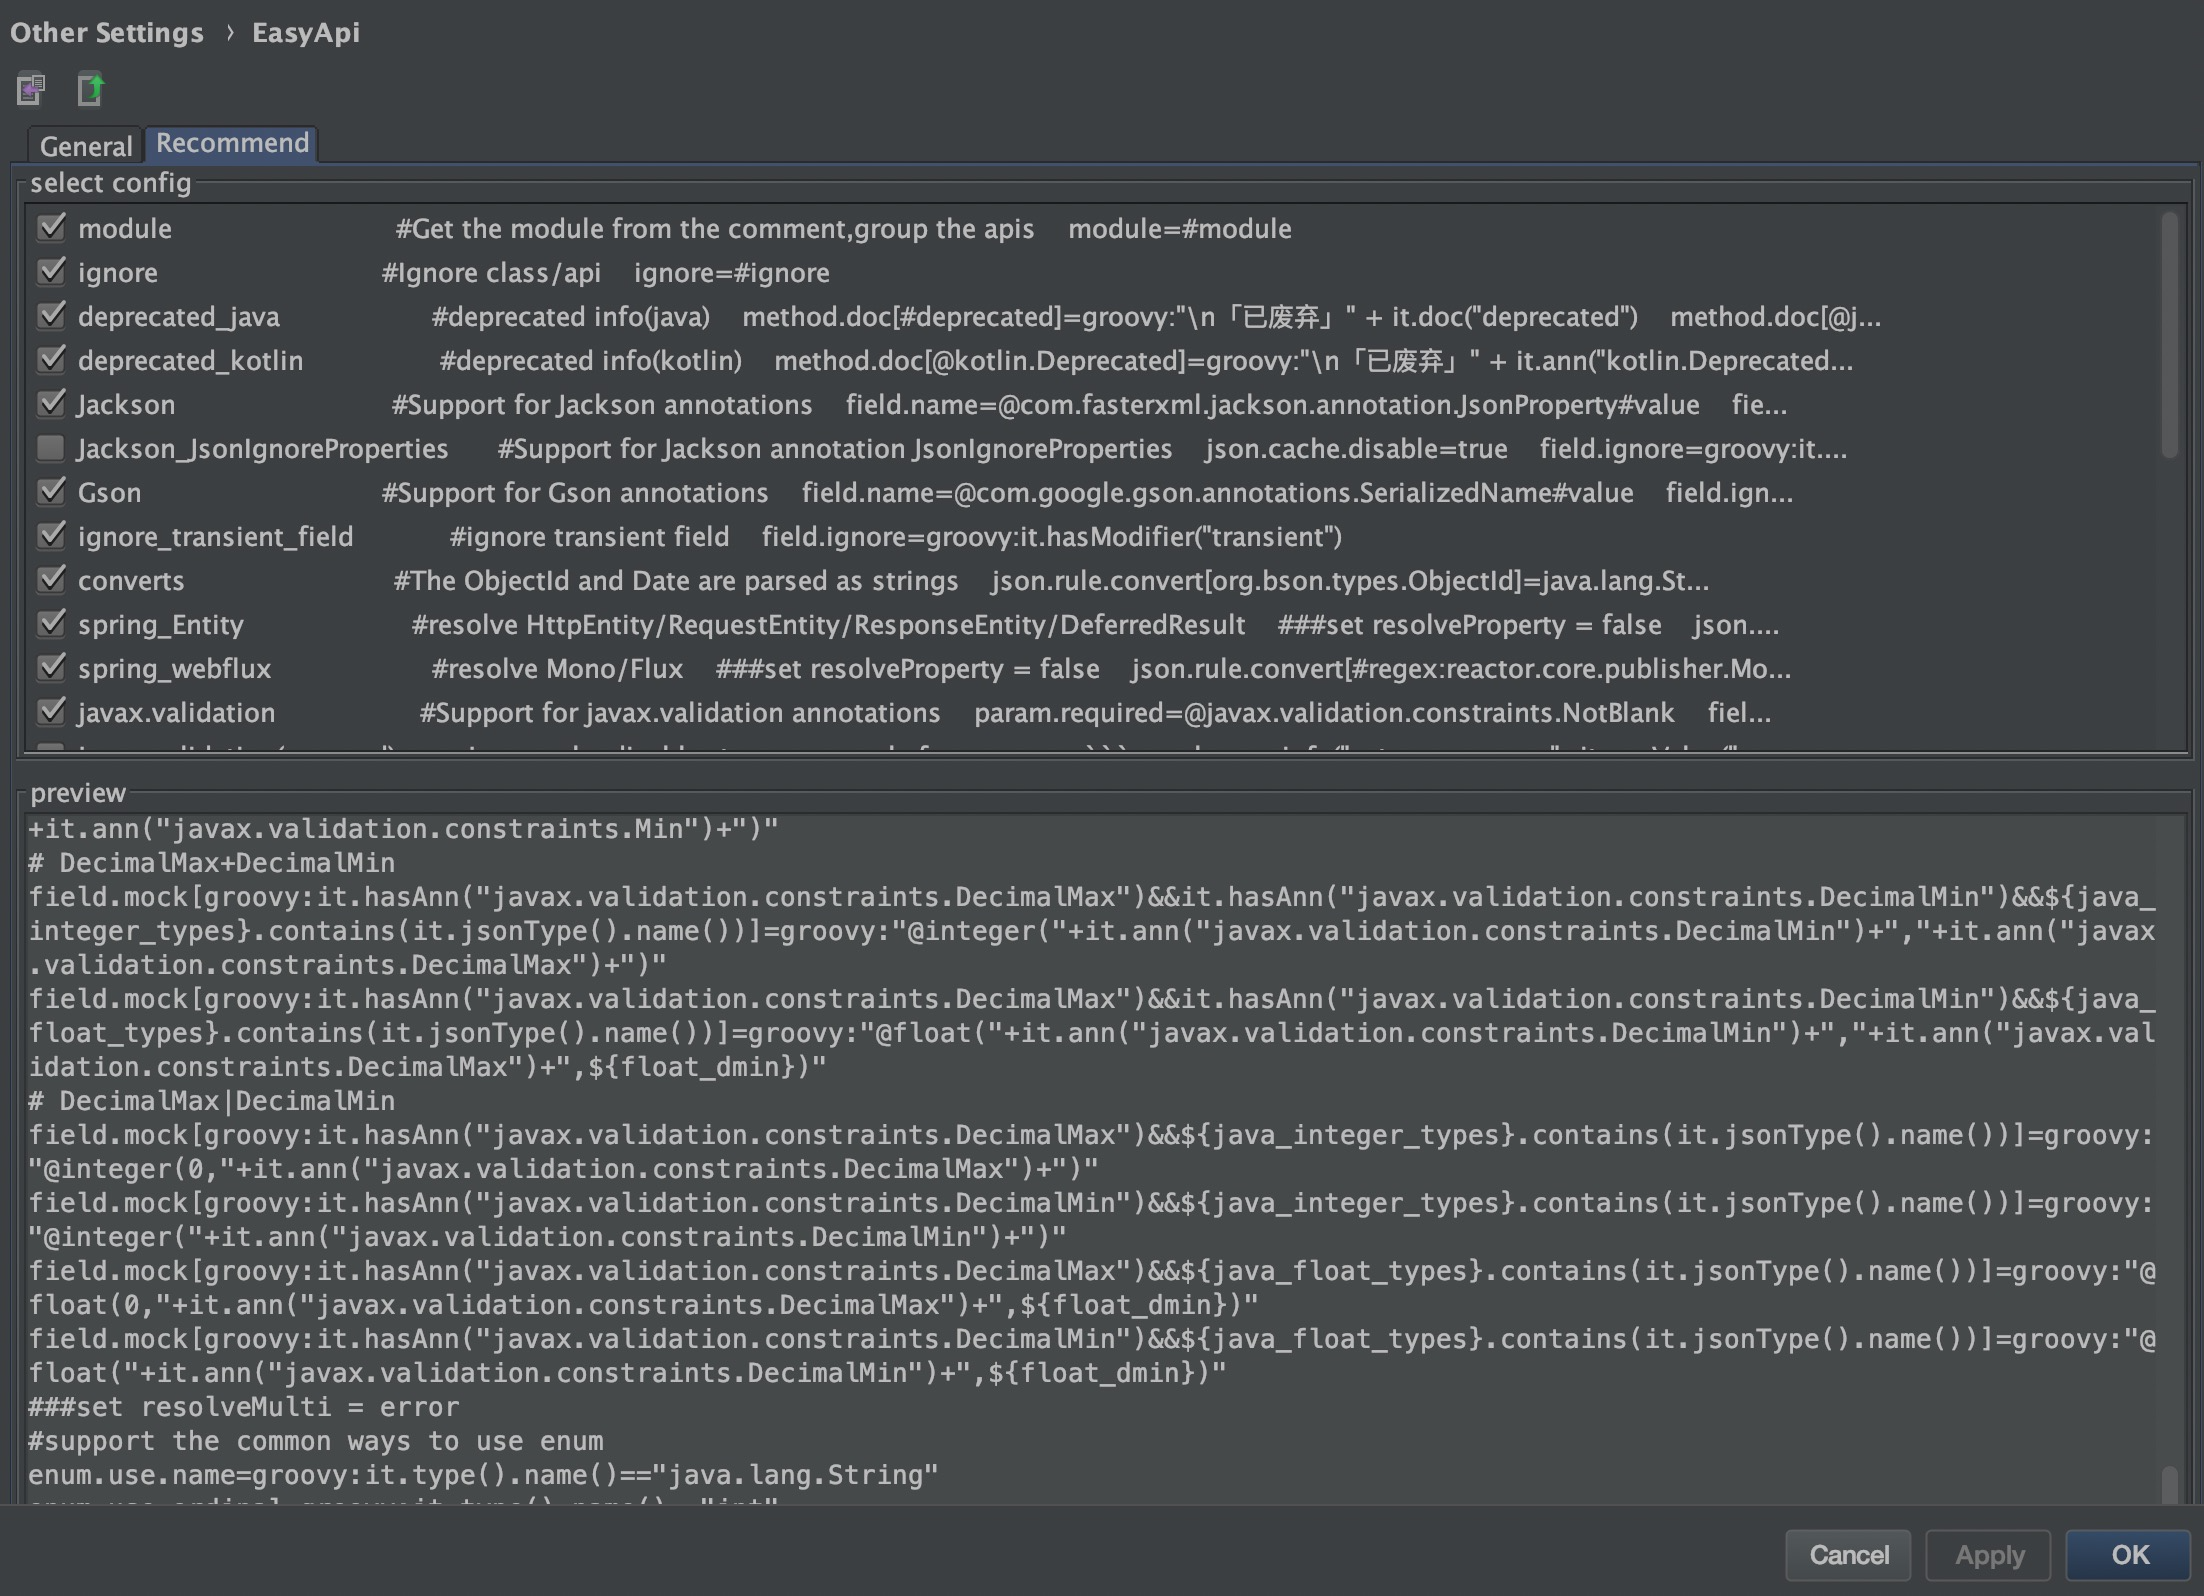 Other Settings › EasyApi
General Recommend
select config
module #Get the module from the comment,group the apis module=#module
ignore #Ignore class/api ignore=#ignore
deprecated_java #deprecated info(java) method.doc[#deprecated]=groovy:"\n「已废弃」" + it.doc("deprecated") method.doc[@j...
deprecated_kotlin #deprecated info(kotlin) method.doc[@kotlin.Deprecated]=groovy:"\n「已废弃」" + it.ann("kotlin.Deprecated...
Jackson #Support for Jackson annotations field.name=@com.fasterxml.jackson.annotation.JsonProperty#value fie...
Jackson_JsonIgnoreProperties #Support for Jackson annotation JsonIgnoreProperties json.cache.disable=true field.ignore=groovy:it....
Gson #Support for Gson annotations field.name=@com.google.gson.annotations.SerializedName#value field.ign...
ignore_transient_field #ignore transient field field.ignore=groovy:it.hasModifier("transient")
converts #The ObjectId and Date are parsed as strings json.rule.convert[org.bson.types.ObjectId]=java.lang.St...
spring_Entity #resolve HttpEntity/RequestEntity/ResponseEntity/DeferredResult ###set resolveProperty = false json....
spring_webflux #resolve Mono/Flux ###set resolveProperty = false json.rule.convert[#regex:reactor.core.publisher.Mo...
javax.validation #Support for javax.validation annotations param.required=@javax.validation.constraints.NotBlank fiel...
preview
+it.ann("javax.validation.constraints.Min")+")"
# DecimalMax+DecimalMin
field.mock[groovy:it.hasAnn("javax.validation.constraints.DecimalMax")&&it.hasAnn("javax.validation.constraints.DecimalMin")&&${java_
integer_types}.contains(it.jsonType().name())]=groovy:"@integer("+it.ann("javax.validation.constraints.DecimalMin")+","+it.ann("javax
.validation.constraints.DecimalMax")+")"
field.mock[groovy:it.hasAnn("javax.validation.constraints.DecimalMax")&&it.hasAnn("javax.validation.constraints.DecimalMin")&&${java_
float_types}.contains(it.jsonType().name())]=groovy:"@float("+it.ann("javax.validation.constraints.DecimalMin")+","+it.ann("javax.val
idation.constraints.DecimalMax")+",${float_dmin})"
# DecimalMax|DecimalMin
field.mock[groovy:it.hasAnn("javax.validation.constraints.DecimalMax")&&${java_integer_types}.contains(it.jsonType().name())]=groovy:
"@integer(0,"+it.ann("javax.validation.constraints.DecimalMax")+")"
field.mock[groovy:it.hasAnn("javax.validation.constraints.DecimalMin")&&${java_integer_types}.contains(it.jsonType().name())]=groovy:
"@integer("+it.ann("javax.validation.constraints.DecimalMin")+")"
field.mock[groovy:it.hasAnn("javax.validation.constraints.DecimalMax")&&${java_float_types}.contains(it.jsonType().name())]=groovy:"@
float(0,"+it.ann("javax.validation.constraints.DecimalMax")+",${float_dmin})"
field.mock[groovy:it.hasAnn("javax.validation.constraints.DecimalMin")&&${java_float_types}.contains(it.jsonType().name())]=groovy:"@
float("+it.ann("javax.validation.constraints.DecimalMin")+",${float_dmin})"
###set resolveMulti = error
#support the common ways to use enum
enum.use.name=groovy:it.type().name()=="java.lang.String"
Cancel Apply OK